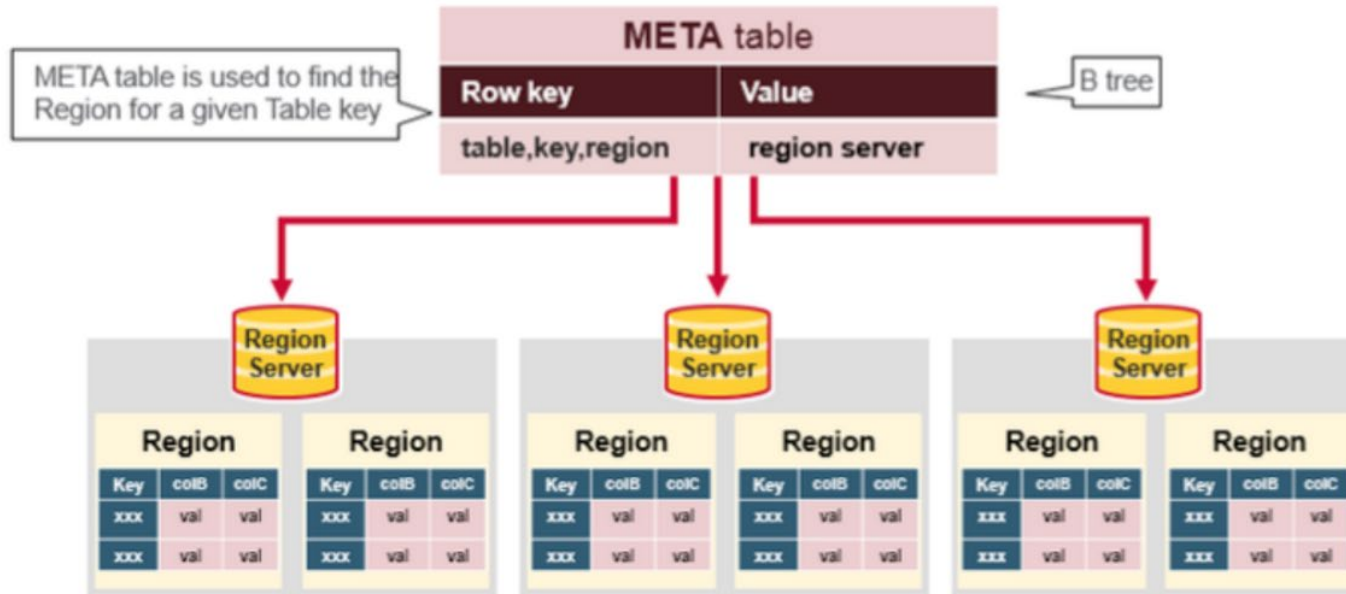 META table
META table is used to find the
Region for a given Table key
Row key Value
B tree
table,key,region region server
Region
Server
Region
Server
Region
Server
Region Region Region Region Region Region
Key colB colC Key colB colC Key colB colC Key colB colC Key colB colC Key colB colC
xxx val val xxx val val xxx val val xxx val val xxx val val xxx val val
xxx val val xxx val val xxx val val xxx val val xxx val val xxx val val